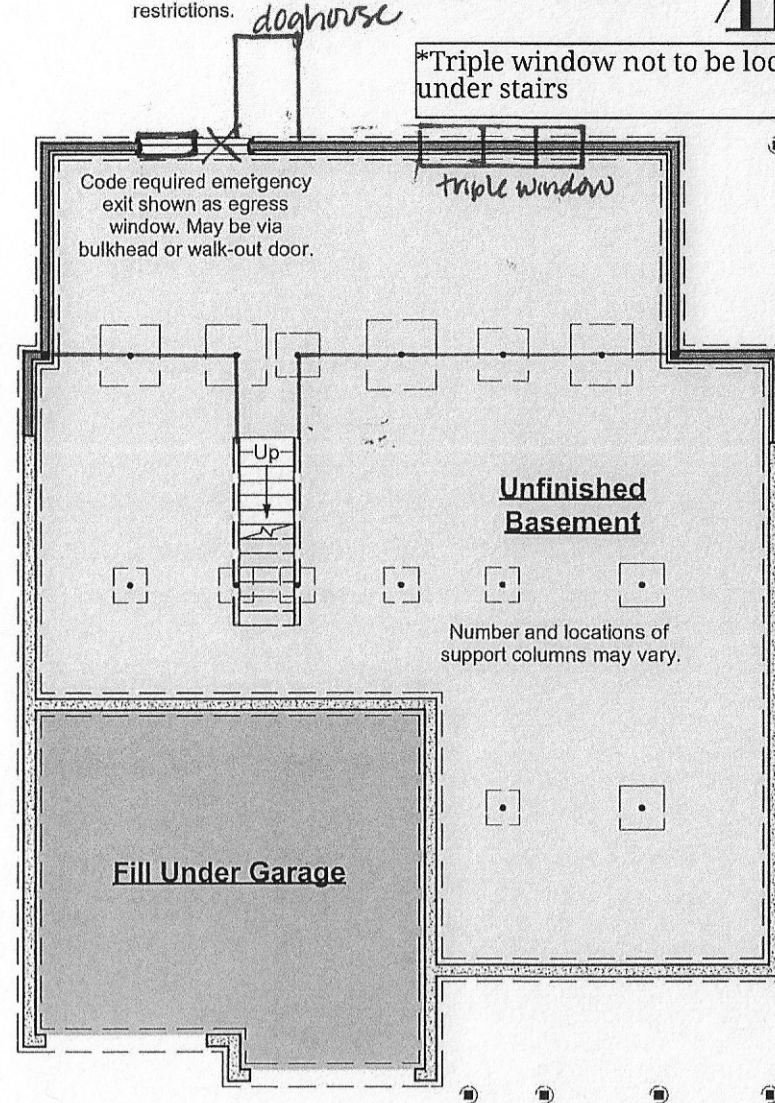 restrictions.
doghouse
*Triple window not to be loc
under stairs
Code required emergency
exit shown as egress
window. May be via
bulkhead or walk-out door.
triple window
Up
Unfinished
Basement
Number and locations of
support columns may vary.
Fill Under Garage